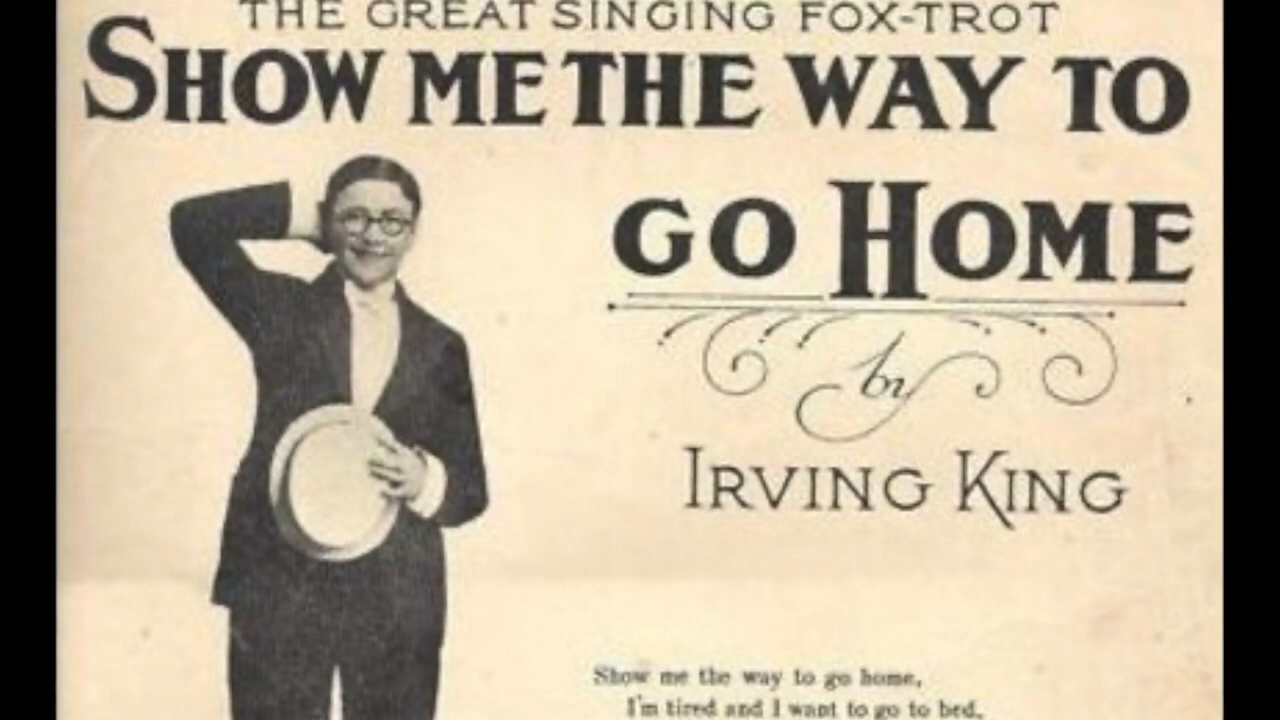 THE GREAT SINGING FOX-TROT
SHOW ME THE WAY TO
GO HOME
by
IRVING KING
Show me the way to go home,
I'm tired and I want to go to bed,